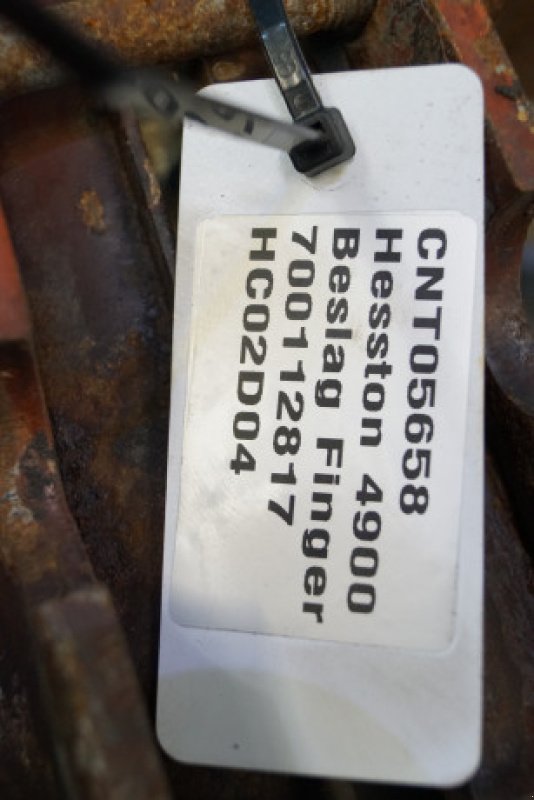 CNT05658
Hesston 4900
Beslag Finger
700112817
HC02D04